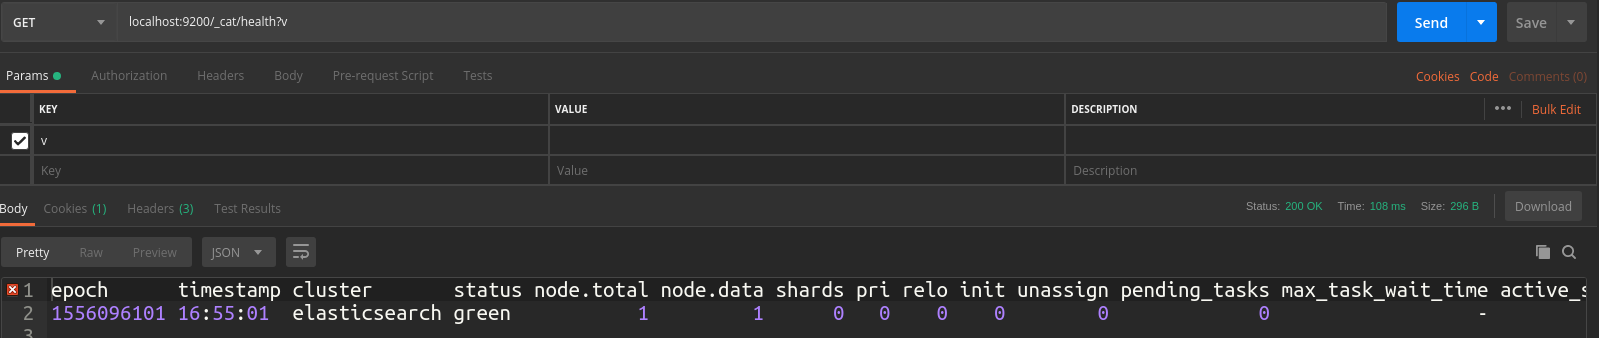 GET localhost:9200/_cat/health?v Send Save
Params Authorization Headers Body Pre-request Script Tests Cookies Code Comments (0)
KEY VALUE DESCRIPTION ••• Bulk Edit
v
Key Value Description
Body Cookies (1) Headers (3) Test Results Status: 200 OK Time: 108 ms Size: 296 B Download
Pretty Raw Preview JSON
1 epoch timestamp cluster status node.total node.data shards pri relo init unassign pending_tasks max_task_wait_time active_s
2 1556096101 16:55:01 elasticsearch green 1 1 0 0 0 0 0 0 -
3